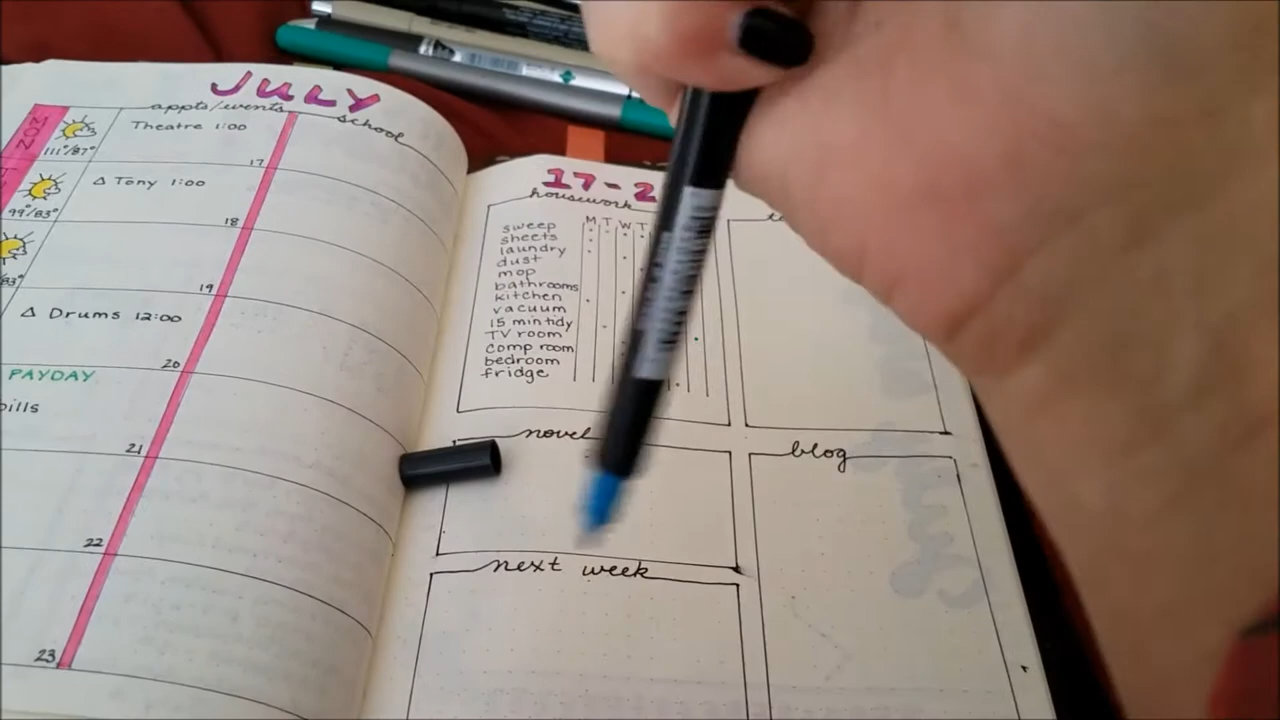 JULY
appts/events school
MON
Theatre 1:00
111°/87°
17
Δ Tony 1:00
99°/83°
18
19
Δ Drums 12:00
20
PAYDAY
bills
21
22
23
17-2
housework
M T W T
sweep
sheets
laundry
dust
mop
bathrooms
kitchen
vacuum
15 min tidy
TV room
comp room
bedroom
fridge
novel
blog
next week